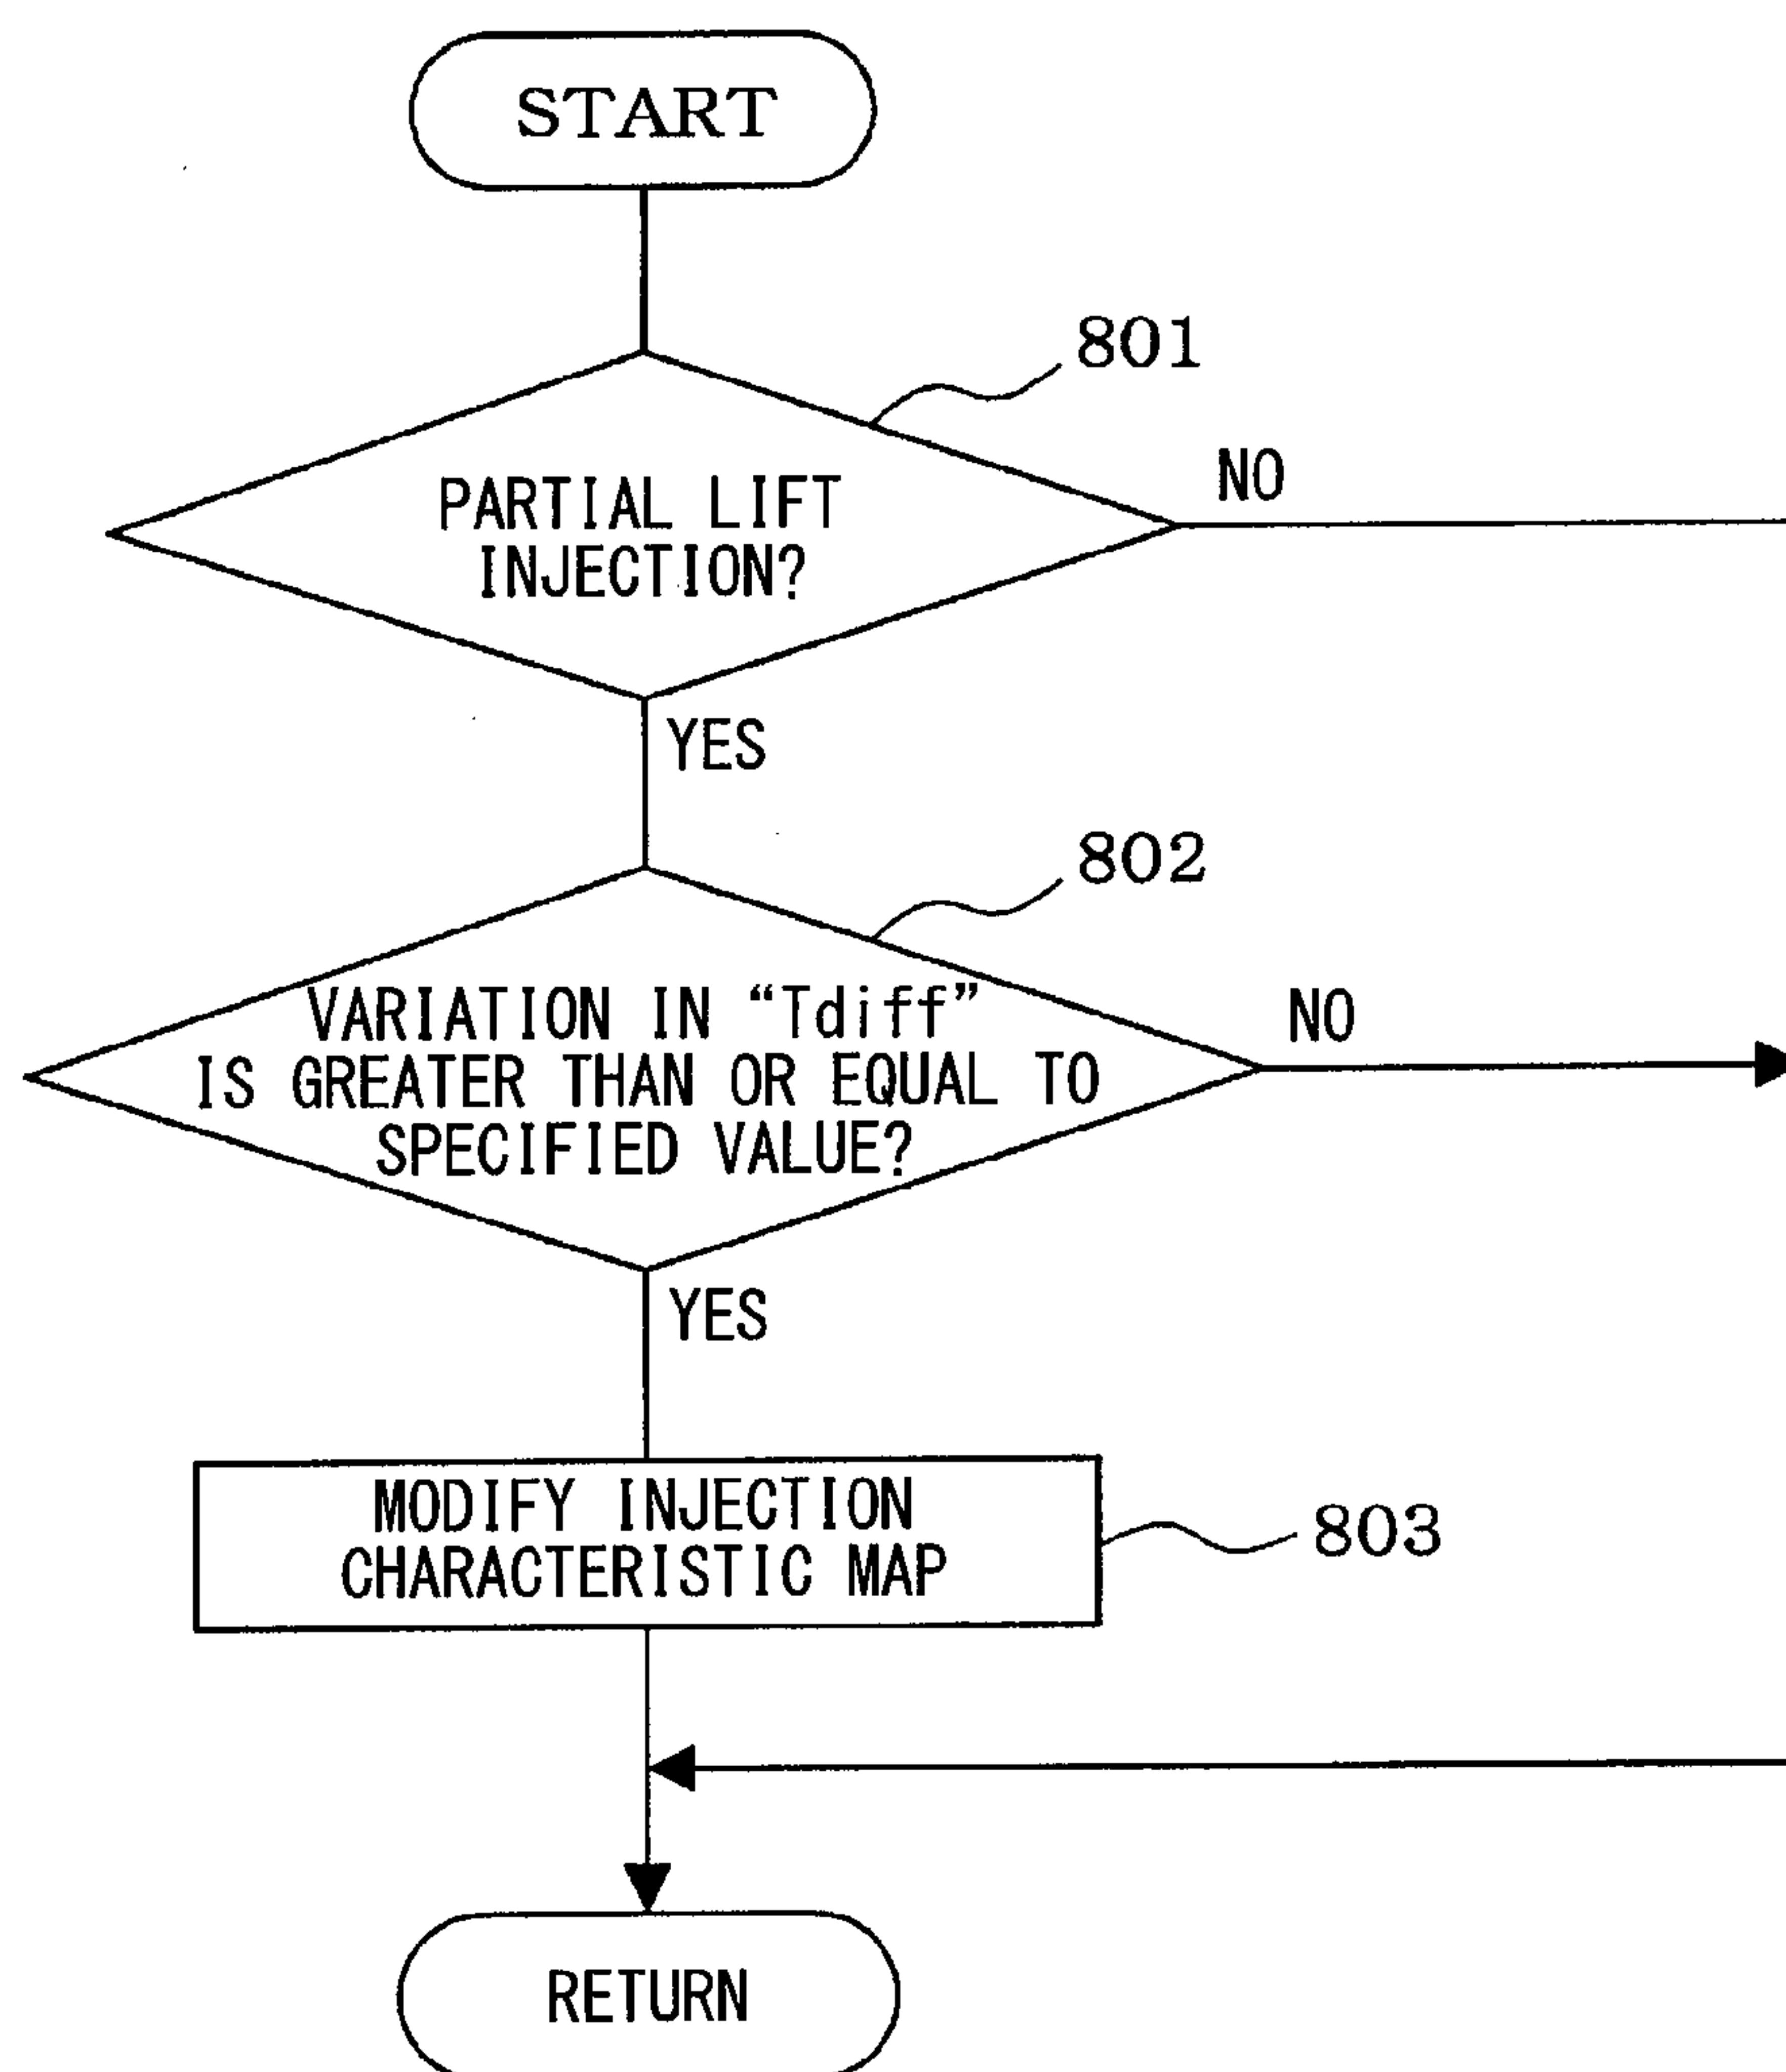 START
801
PARTIAL LIFT
INJECTION?
NO
YES
802
VARIATION IN “Tdiff”
IS GREATER THAN OR EQUAL TO
SPECIFIED VALUE?
NO
YES
MODIFY INJECTION
CHARACTERISTIC MAP
803
RETURN